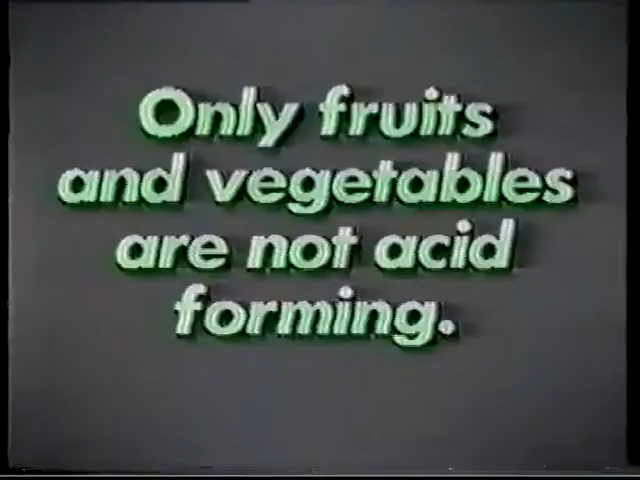 Only fruits
and vegetables
are not acid
forming.